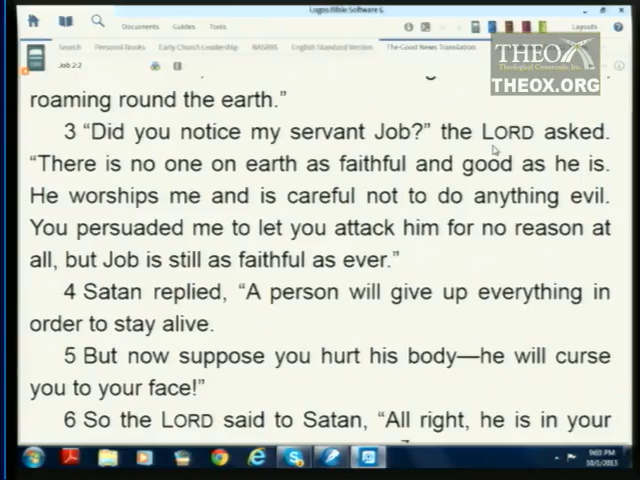 Logos Bible Software 6
Documents Guides Tools Layouts
Search Personal Books Early Church Leadership NASB95 English Standard Version The Good News Translation
Job 2:2
THEOX
Theological Crossroads, Inc.
THEOX.ORG
roaming round the earth.”
3 “Did you notice my servant Job?” the LORD asked.
“There is no one on earth as faithful and good as he is.
He worships me and is careful not to do anything evil.
You persuaded me to let you attack him for no reason at
all, but Job is still as faithful as ever.”
4 Satan replied, “A person will give up everything in
order to stay alive.
5 But now suppose you hurt his body—he will curse
you to your face!”
6 So the LORD said to Satan, “All right, he is in your
9:03 PM
10/1/2013